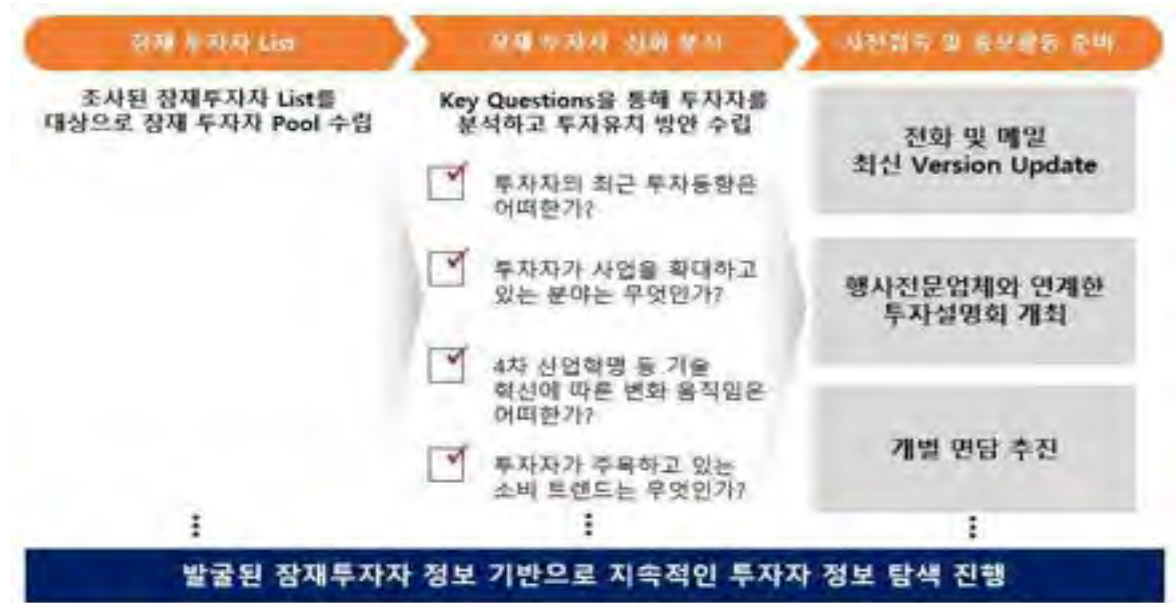 잠재 투자자 List
잠재 투자자 심화 분석
사전접촉 및 홍보활동 준비
조사된 잠재투자자 List를
대상으로 잠재 투자자 Pool 수립
Key Questions을 통해 투자자를
분석하고 투자유치 방안 수립
투자자의 최근 투자동향은
어떠한가?
투자자가 사업을 확대하고
있는 분야는 무엇인가?
4차 산업혁명 등 기술
혁신에 따른 변화 움직임은
어떠한가?
투자자가 주목하고 있는
소비 트렌드는 무엇인가?
전화 및 메일
최신 Version Update
행사전문업체와 연계한
투자설명회 개최
개별 면담 추진
발굴된 잠재투자자 정보 기반으로 지속적인 투자자 정보 탐색 진행